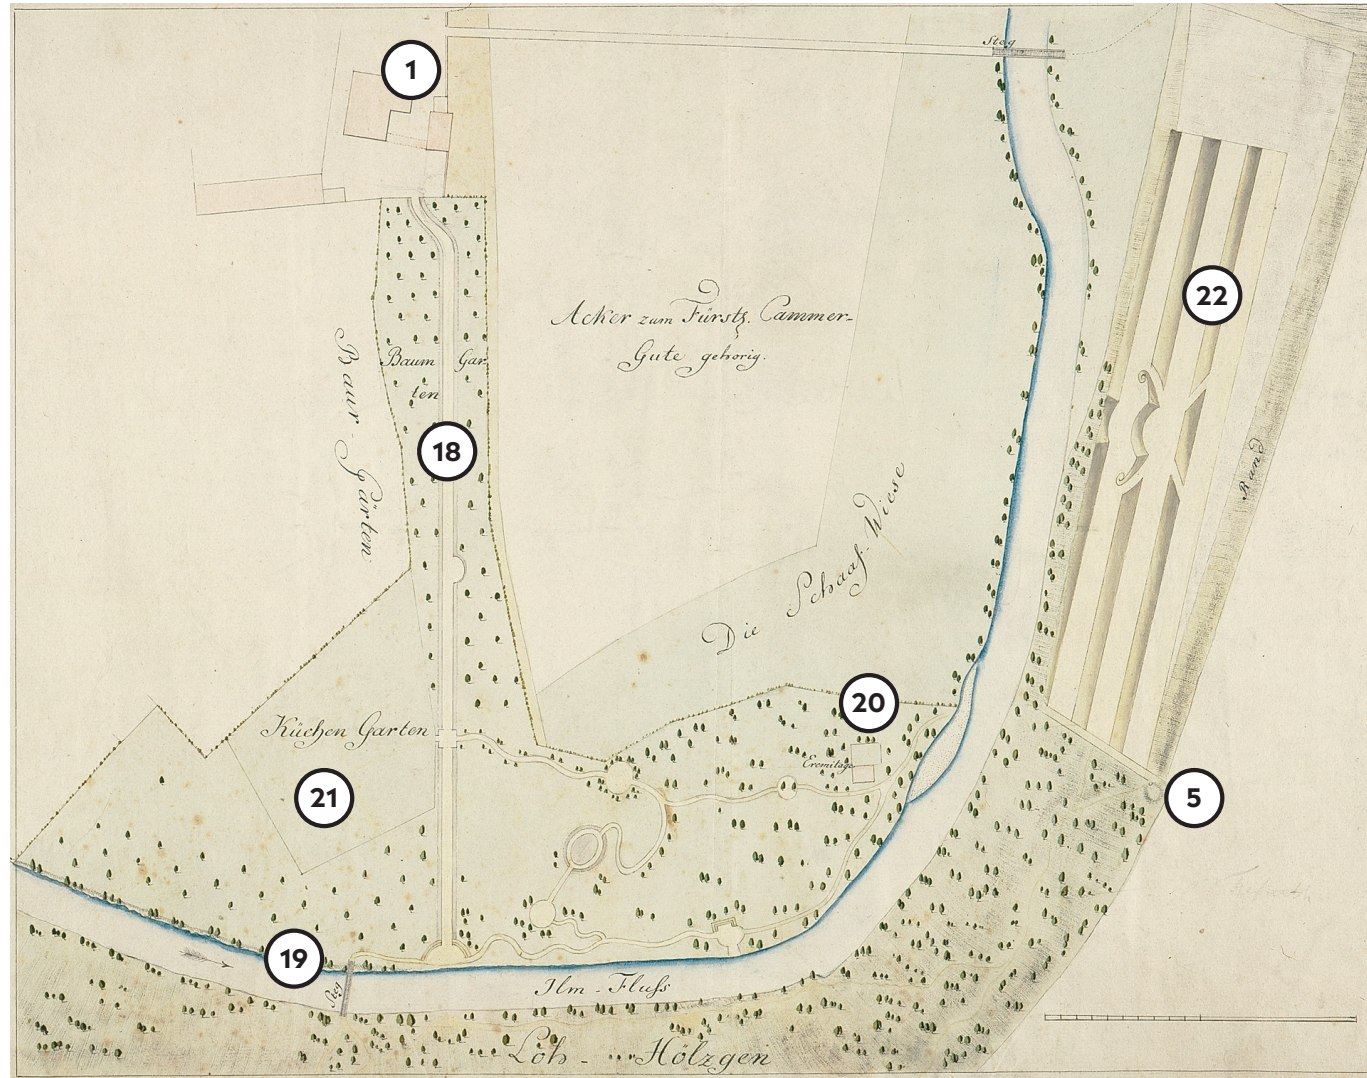 Steg
1
22
Acker zum Fürstl. Cammer-
Gute gehörig.
Baur-Gärten
Baum Gar
ten
18
Rand
Die Schaaf-Wiese
20
Küchen Garten
Eremitage
21
5
19
Steg
Ilm-Fluss
Loh-Hölzgen